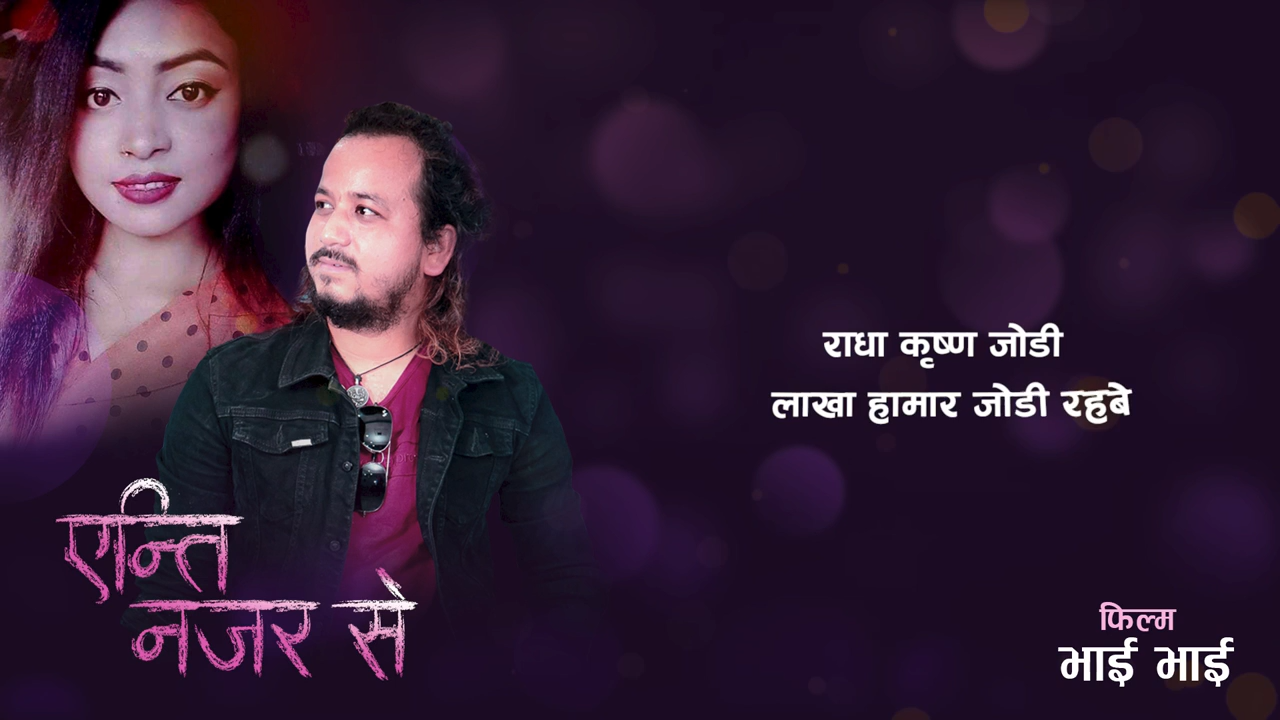 राधा कृष्ण जोडी
लाखा हामार जोडी रहबे
एन्ति
नजर से
फिल्म
भाई भाई